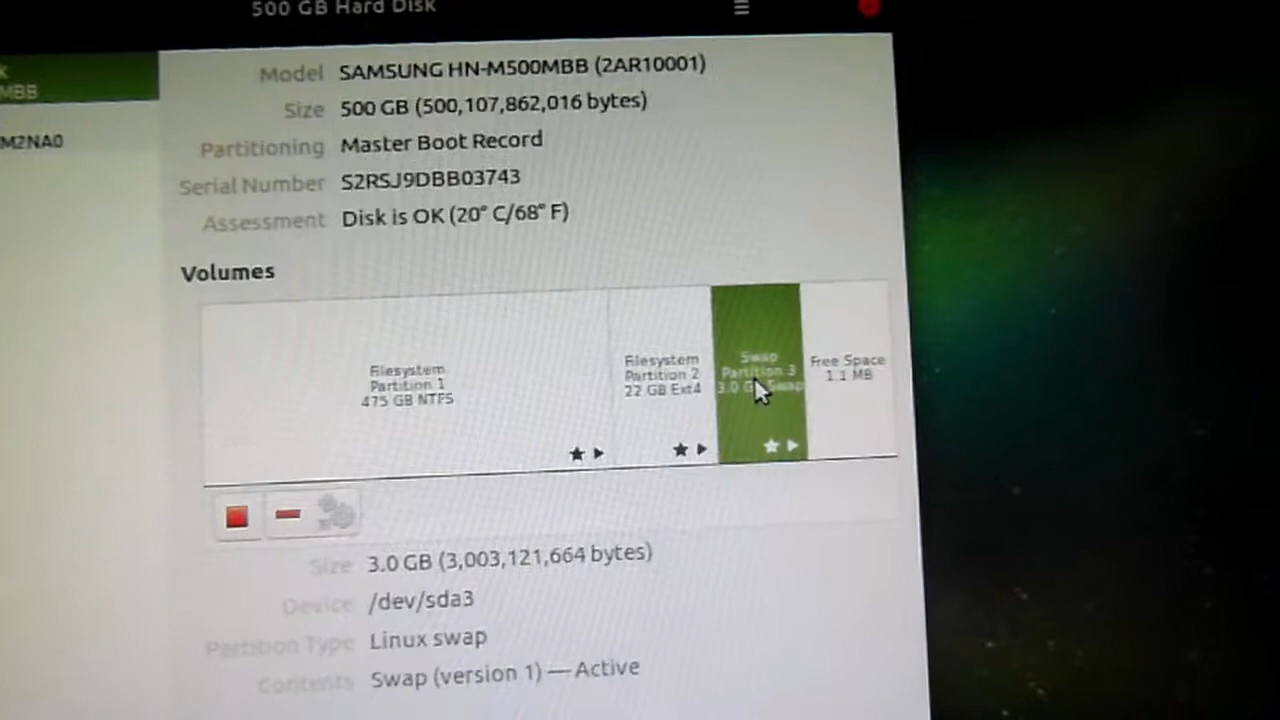 500 GB Hard Disk
MBB
M2NA0
Model SAMSUNG HN-M500MBB (2AR10001)
Size 500 GB (500,107,862,016 bytes)
Partitioning Master Boot Record
Serial Number S2RSJ9DBB03743
Assessment Disk is OK (20° C/68° F)
Volumes
Filesystem
Partition 1
475 GB NTFS
Filesystem
Partition 2
22 GB Ext4
Swap
Partition 3
3.0 Swap
Free Space
1.1 MB
Size 3.0 GB (3,003,121,664 bytes)
Device /dev/sda3
Partition Type Linux swap
Contents Swap (version 1) — Active